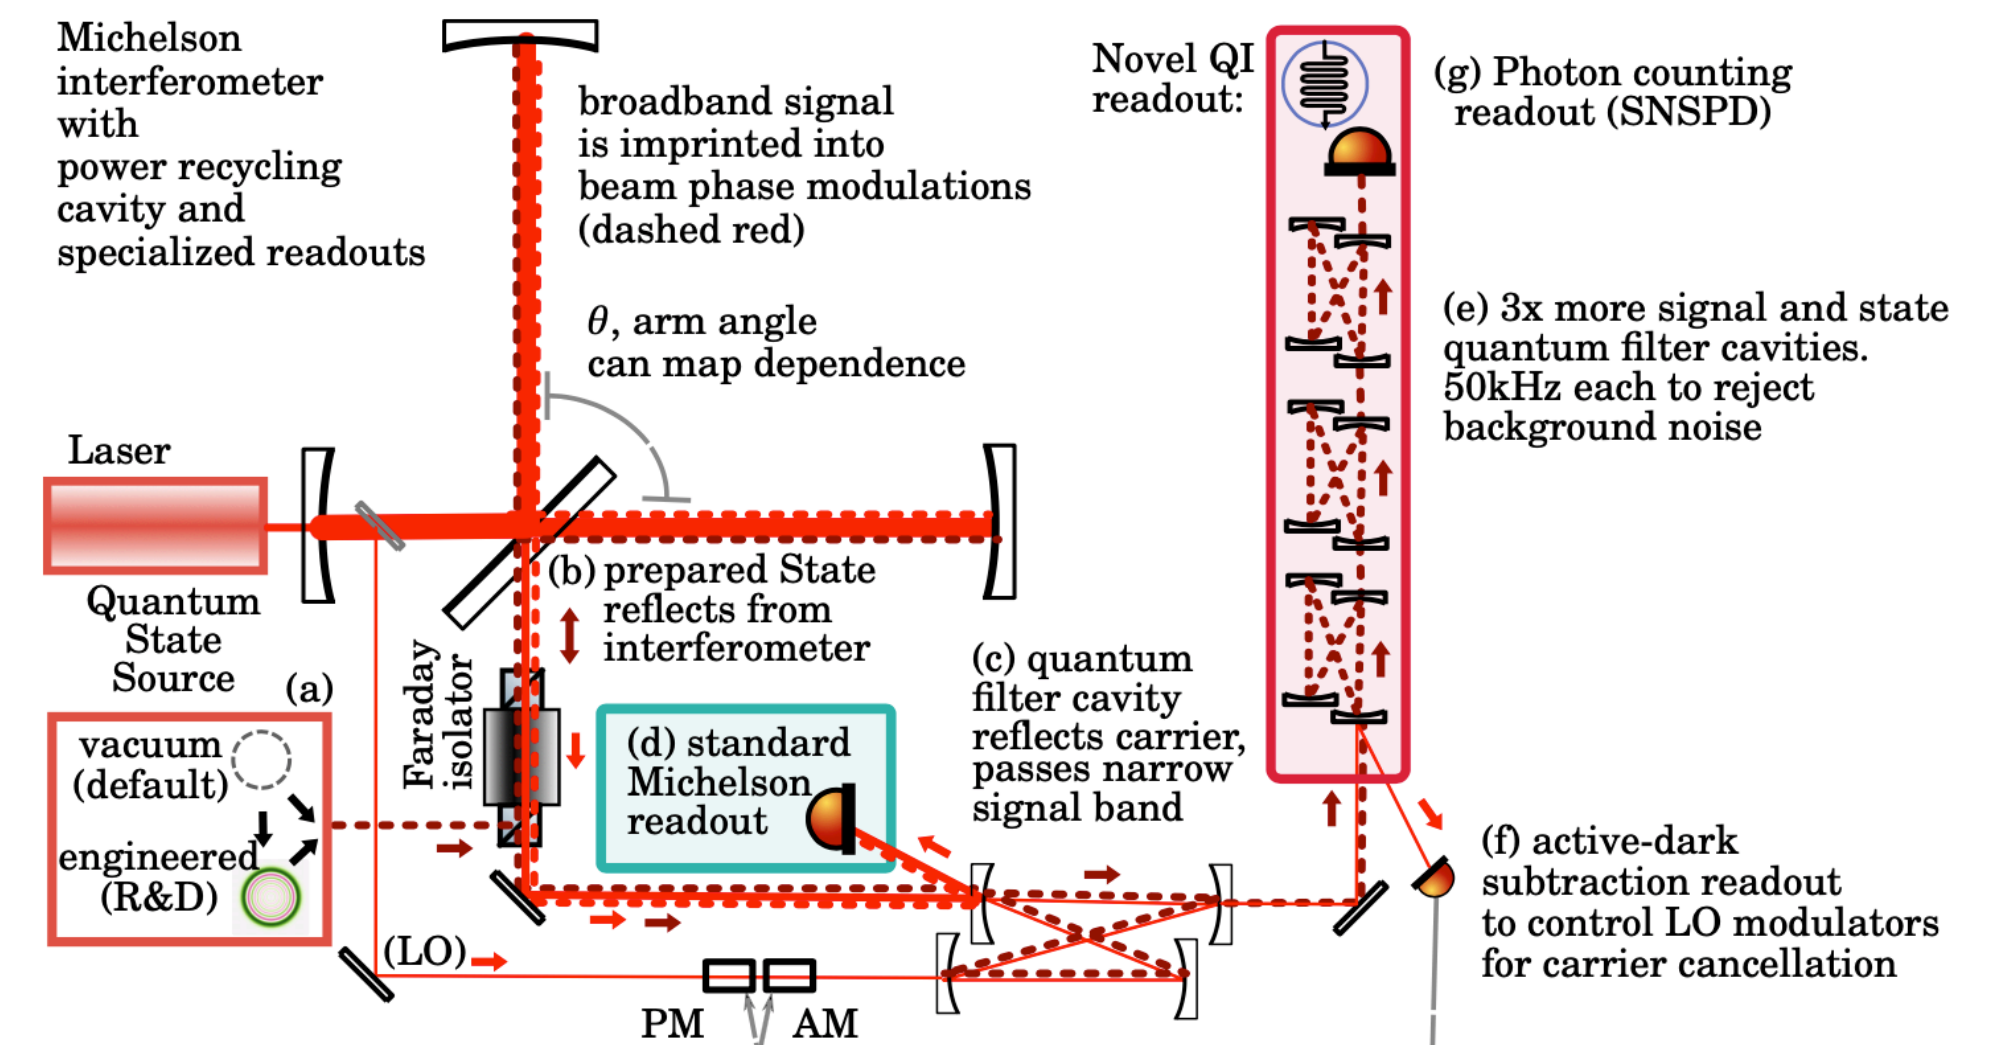 Michelson
interferometer
with
power recycling
cavity and
specialized readouts
broadband signal
is imprinted into
beam phase modulations
(dashed red)
θ, arm angle
can map dependence
Novel QI
readout:
(g) Photon counting
readout (SNSPD)
(e) 3x more signal and state
quantum filter cavities.
50kHz each to reject
background noise
Laser
Quantum
State
Source
(a)
vacuum
(default)
engineered
(R&D)
Faraday
isolator
(b) prepared State
reflects from
interferometer
(c) quantum
filter cavity
reflects carrier,
passes narrow
signal band
(d) standard
Michelson
readout
(f) active-dark
subtraction readout
to control LO modulators
for carrier cancellation
(LO)
PM
AM